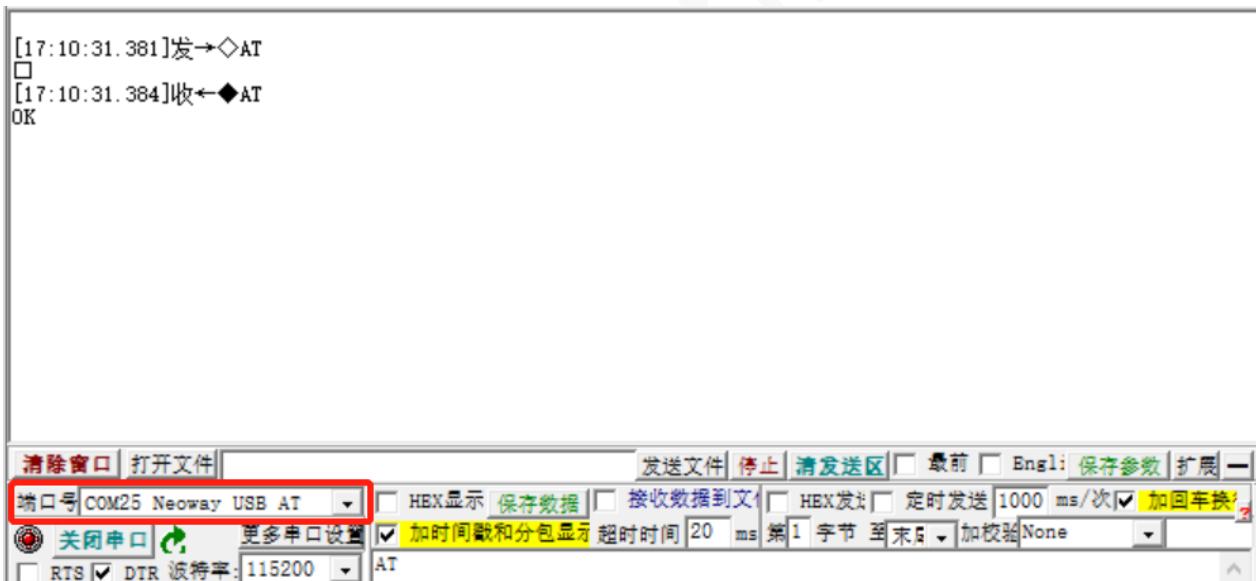 [17:10:31.381]发→◇AT
□
[17:10:31.384]收←◆AT
OK
清除窗口 打开文件 发送文件 停止 清发送区 最前 Engli 保存参数 扩展 —
端口号 COM25 Neoway USB AT HEX显示 保存数据 接收数据到文 HEX发 定时发送 1000 ms/次 加回车换 ?
关闭串口 更多串口设置 加时间戳和分包显示 超时时间 20 ms 第1 字节 至 末 加校验 None
RTS DTR 波特率: 115200 AT